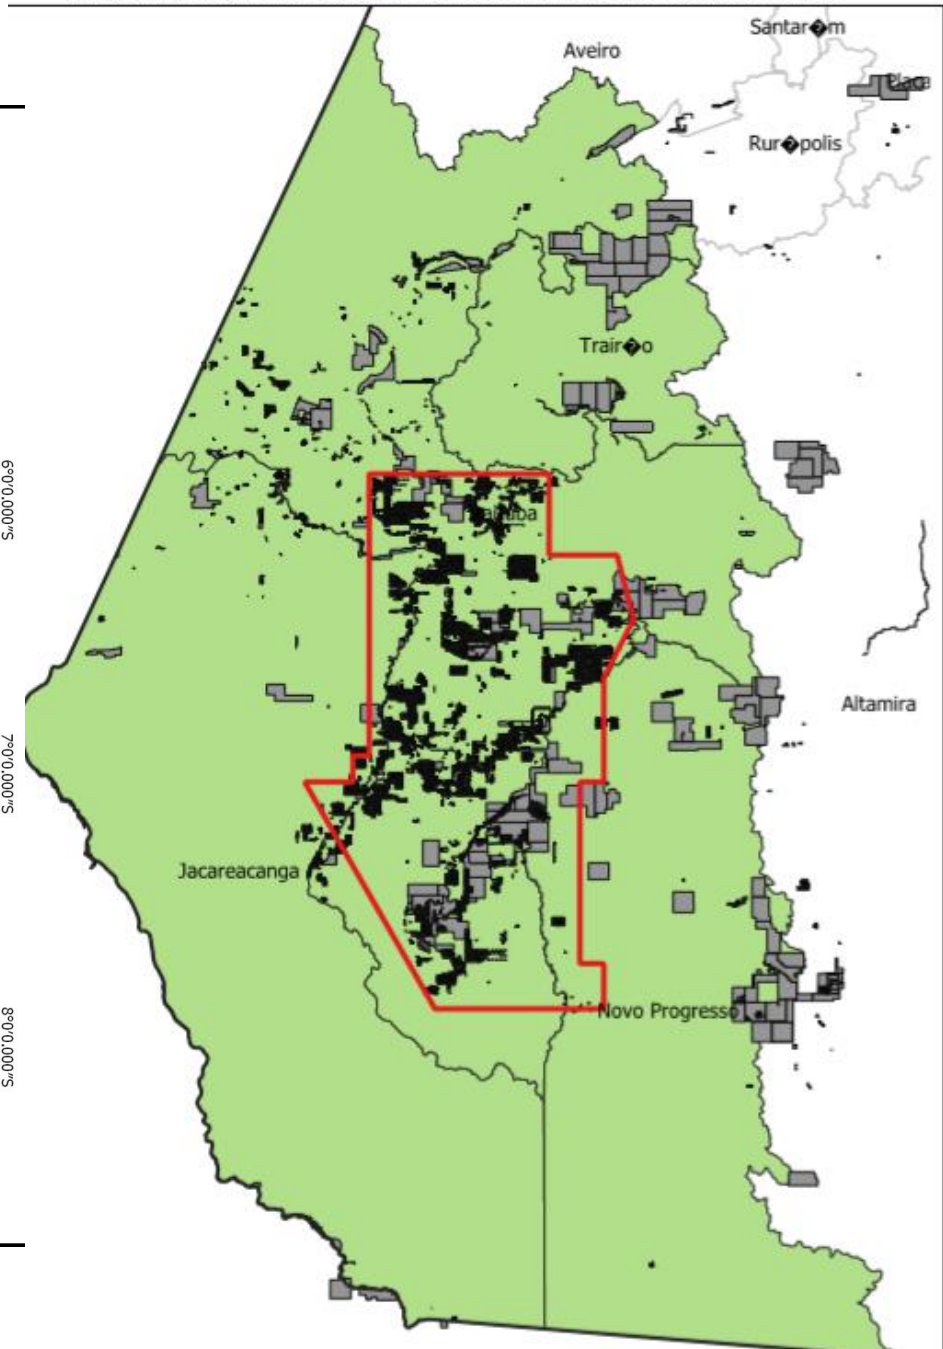 Santar�m
Aveiro
Placa
Rur�polis
Trair�o
6°0'0.000"S
7°0'0.000"S
Altamira
Jacareacanga
Novo Progresso
8°0'0.000"S